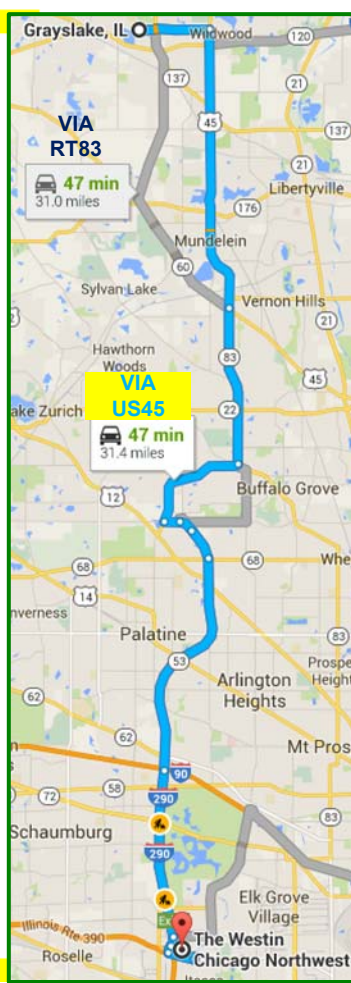 Grayslake, IL
Wildwood
120
137
21
VIA
RT83
45
137
47 min
31.0 miles
Libertyville
176
Mundelein
60
Sylvan Lake
Vernon Hills
21
Hawthorn
Woods
83
VIA
US45
45
ake Zurich
22
47 min
31.4 miles
12
Buffalo Grove
68
68
Whe
14
nverness
Palatine
83
53
Prospe
Height
Arlington
Heights
62
62
Mt Pros
90
72
58
290
Schaumburg
290
Elk Grove
Village
Illinois Rte 390
Ex
The Westin
Chicago Northwest
Roselle